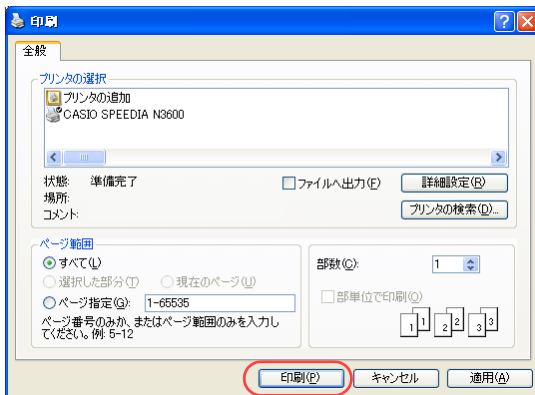 印刷
全般
プリンタの選択
プリンタの追加
CASIO SPEEDIA N3600
状態: 準備完了
場所:
コメント:
ファイルへ出力(F)
詳細設定(R)
プリンタの検索(D)...
ページ範囲
すべて(L)
選択した部分(T) 現在のページ(U)
ページ指定(G): 1-65535
ページ番号のみか、またはページ範囲のみを入力し
てください。例: 5-12
部数(C): 1
部単位で印刷(O)
1 1 2 2 3 3
印刷(P) キャンセル 適用(A)